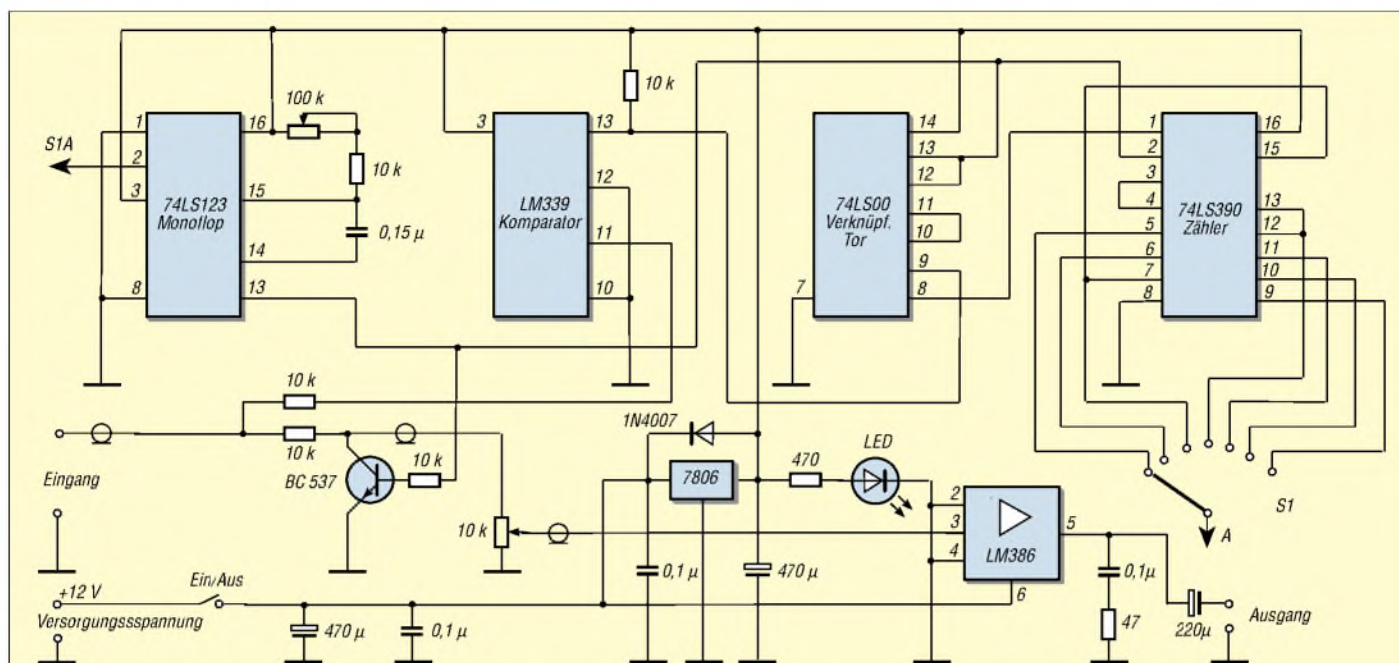 S1A
1
2
3
8
16
15
14
13
74LS123
Monoflop
100 k
10 k
0,15 µ
3
13
12
11
10
LM339
Komparator
10 k
7
14
13
12
11
10
9
8
74LS00
Verknüpf.
Tor
1
2
3
4
5
6
7
8
16
15
13
12
11
10
9
74LS390
Zähler
10 k
10 k
Eingang
BC 537
10 k
10 k
1N4007
7806
470
LED
2
3
4
5
6
LM386
S1
A
+12 V
Ein/Aus
Versorgungssspannung
470 µ
0,1 µ
0,1 µ
470 µ
0,1µ
47
220µ
Ausgang